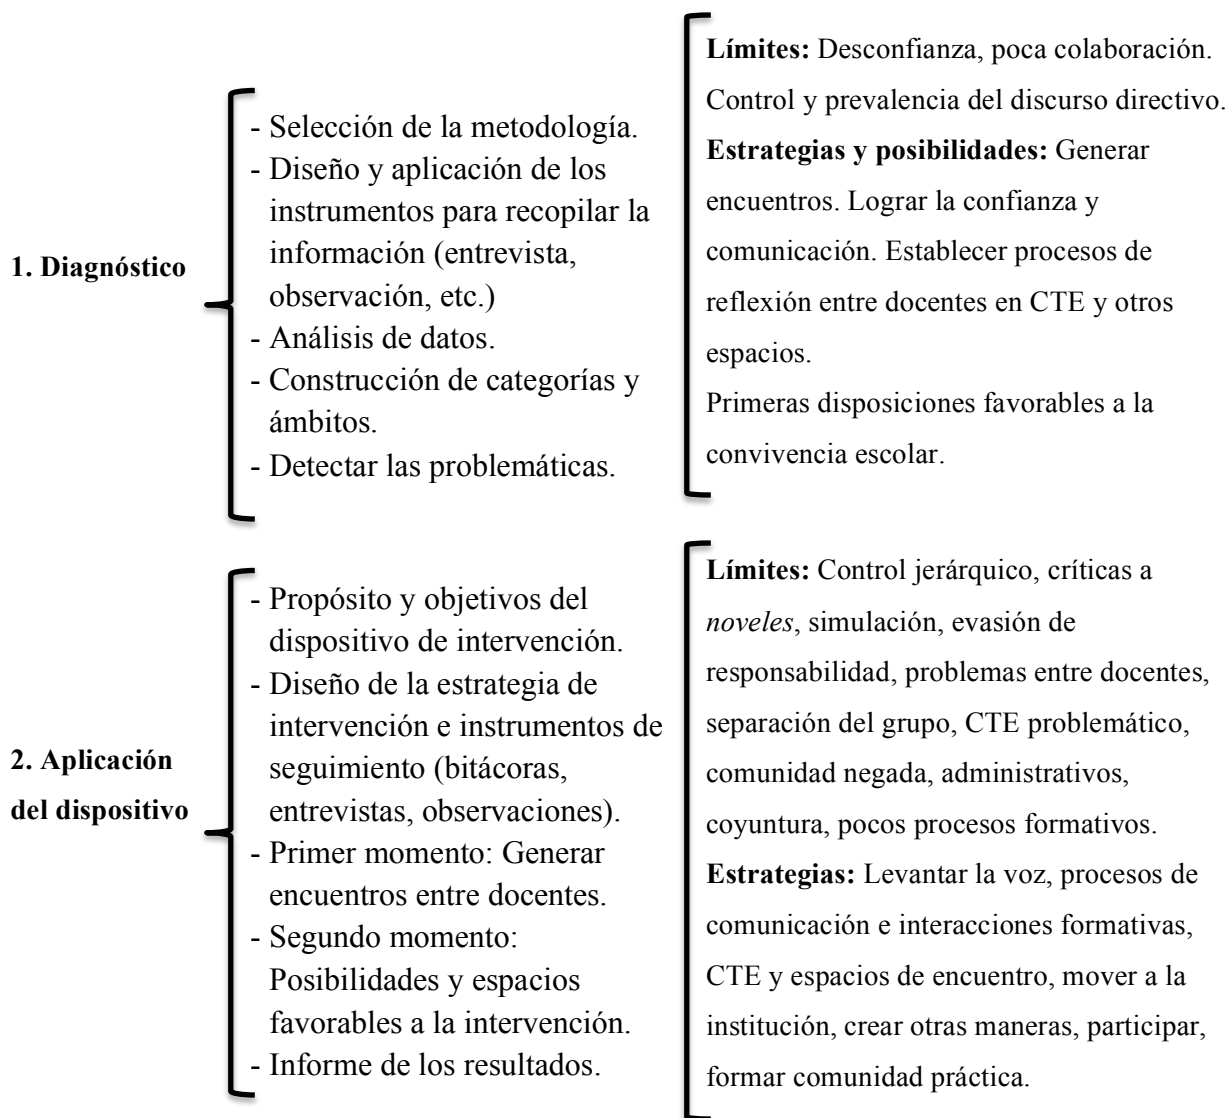 1. Diagnóstico
- Selección de la metodología.
- Diseño y aplicación de los
instrumentos para recopilar la
información (entrevista,
observación, etc.)
- Análisis de datos.
- Construcción de categorías y
ámbitos.
- Detectar las problemáticas.
Límites: Desconfianza, poca colaboración.
Control y prevalencia del discurso directivo.
Estrategias y posibilidades: Generar
encuentros. Lograr la confianza y
comunicación. Establecer procesos de
reflexión entre docentes en CTE y otros
espacios.
Primeras disposiciones favorables a la
convivencia escolar.
2. Aplicación
del dispositivo
- Propósito y objetivos del
dispositivo de intervención.
- Diseño de la estrategia de
intervención e instrumentos de
seguimiento (bitácoras,
entrevistas, observaciones).
- Primer momento: Generar
encuentros entre docentes.
- Segundo momento:
Posibilidades y espacios
favorables a la intervención.
- Informe de los resultados.
Límites: Control jerárquico, críticas a
noveles, simulación, evasión de
responsabilidad, problemas entre docentes,
separación del grupo, CTE problemático,
comunidad negada, administrativos,
coyuntura, pocos procesos formativos.
Estrategias: Levantar la voz, procesos de
comunicación e interacciones formativas,
CTE y espacios de encuentro, mover a la
institución, crear otras maneras, participar,
formar comunidad práctica.